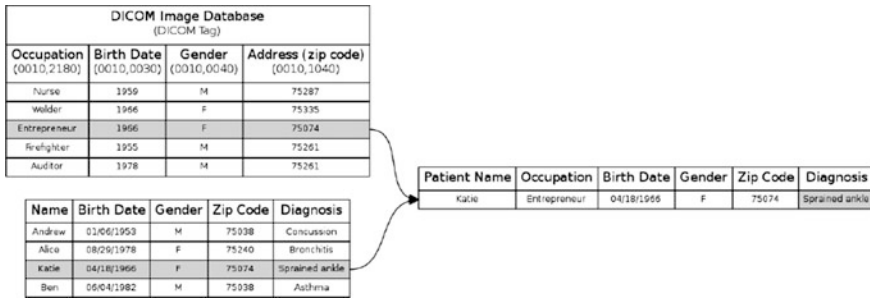 DICOM Image Database
(DICOM Tag)
Occupation Birth Date Gender Address (zip code)
(0010,2180) (0010,0030) (0010,0040) (0010,1040)
Nurse 1959 M 75287
Welder 1966 F 75335
Entrepreneur 1966 F 75074
Firefighter 1955 M 75261
Auditor 1978 M 75261
Patient Name Occupation Birth Date Gender Zip Code Diagnosis
Katie Entrepreneur 04/18/1966 F 75074 Sprained ankle
Name Birth Date Gender Zip Code Diagnosis
Andrew 01/06/1953 M 75038 Concussion
Alice 08/29/1978 F 75240 Bronchitis
Katie 04/18/1966 F 75074 Sprained ankle
Ben 06/04/1982 M 75038 Asthma